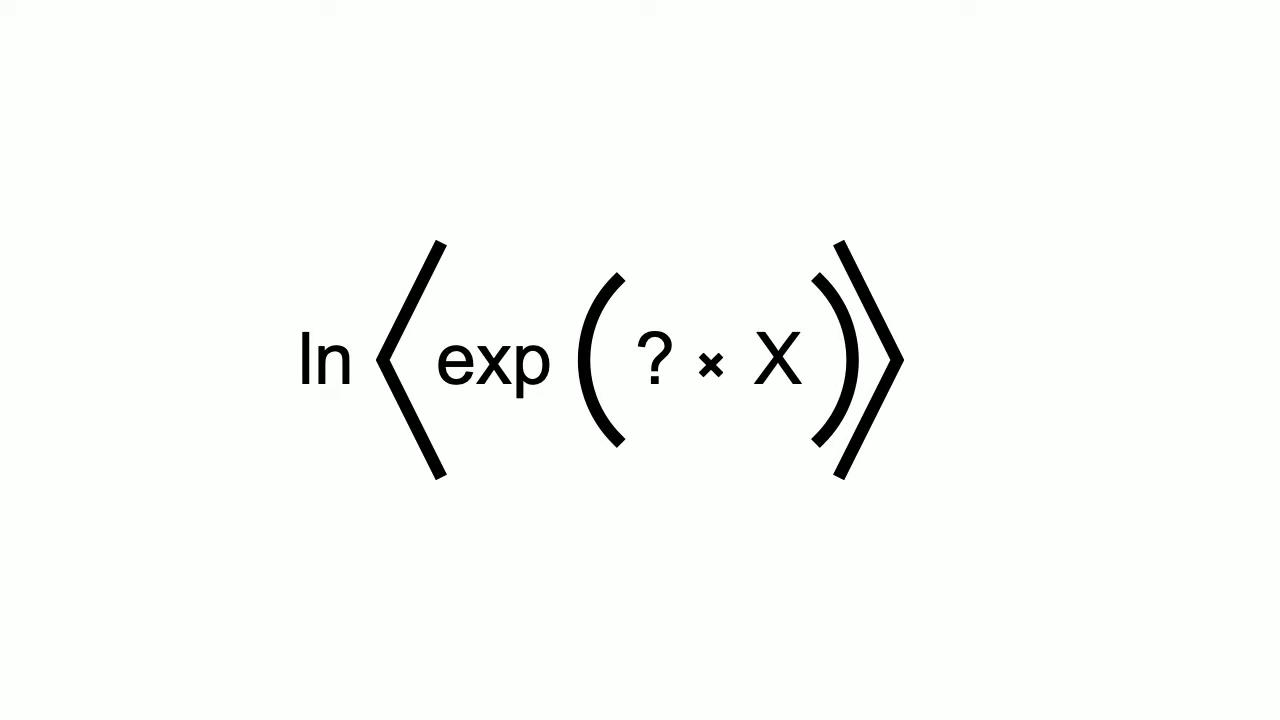 ln⟨exp(? × X)⟩